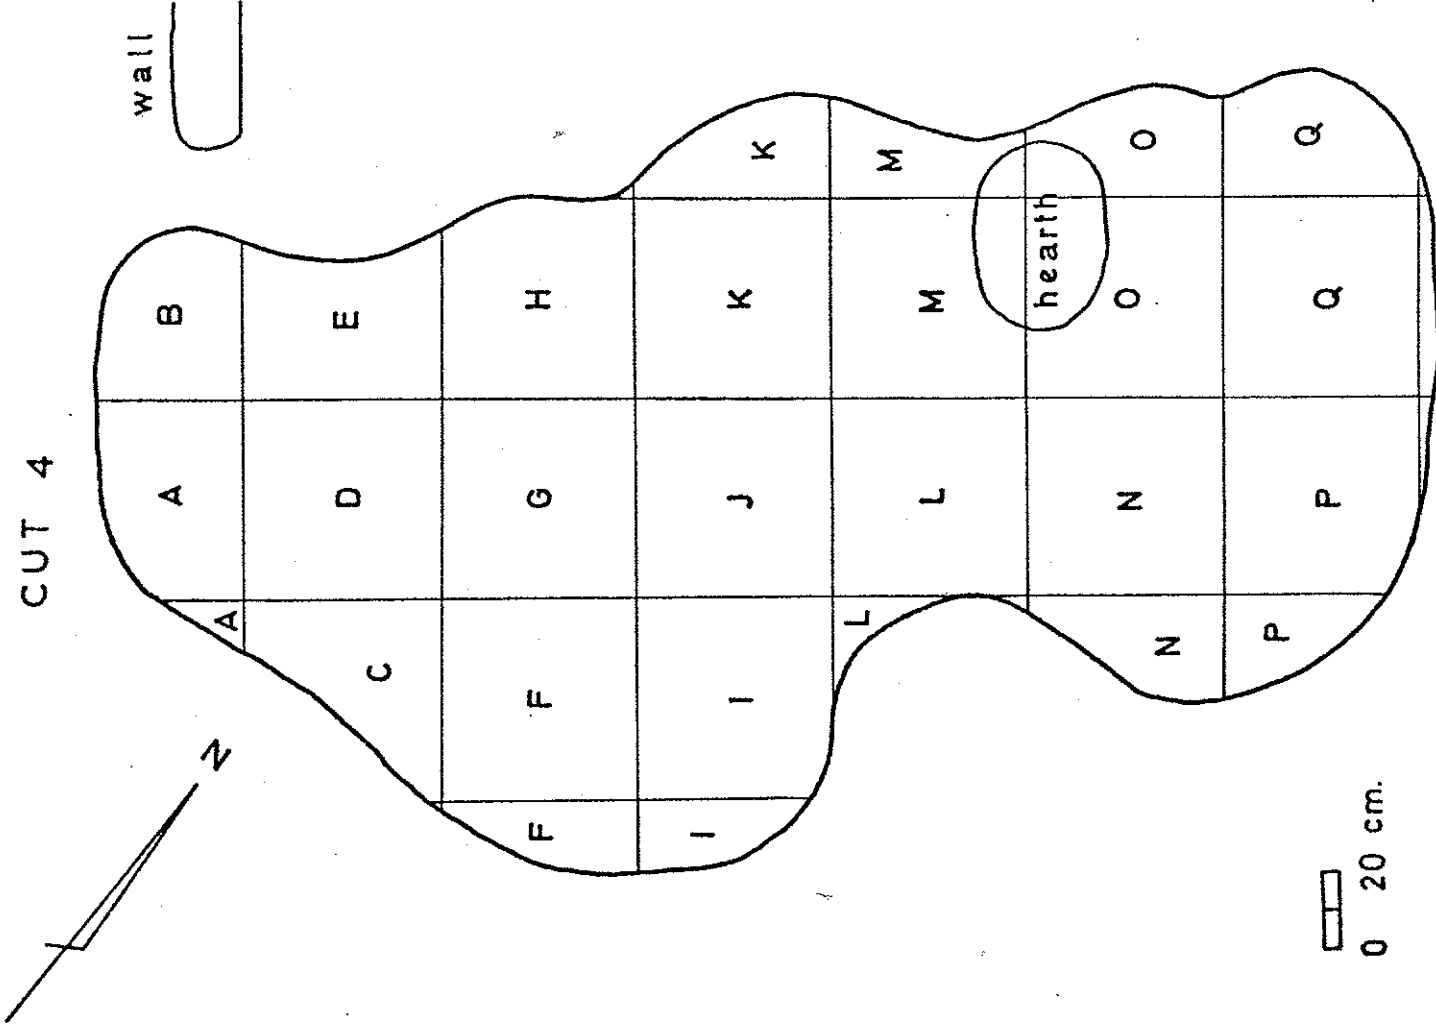 CUT 4
wall
A B
N A
C D E
F F G H
I I J K K
L L M M
hearth
N N O O
P P Q Q
0 20 cm.